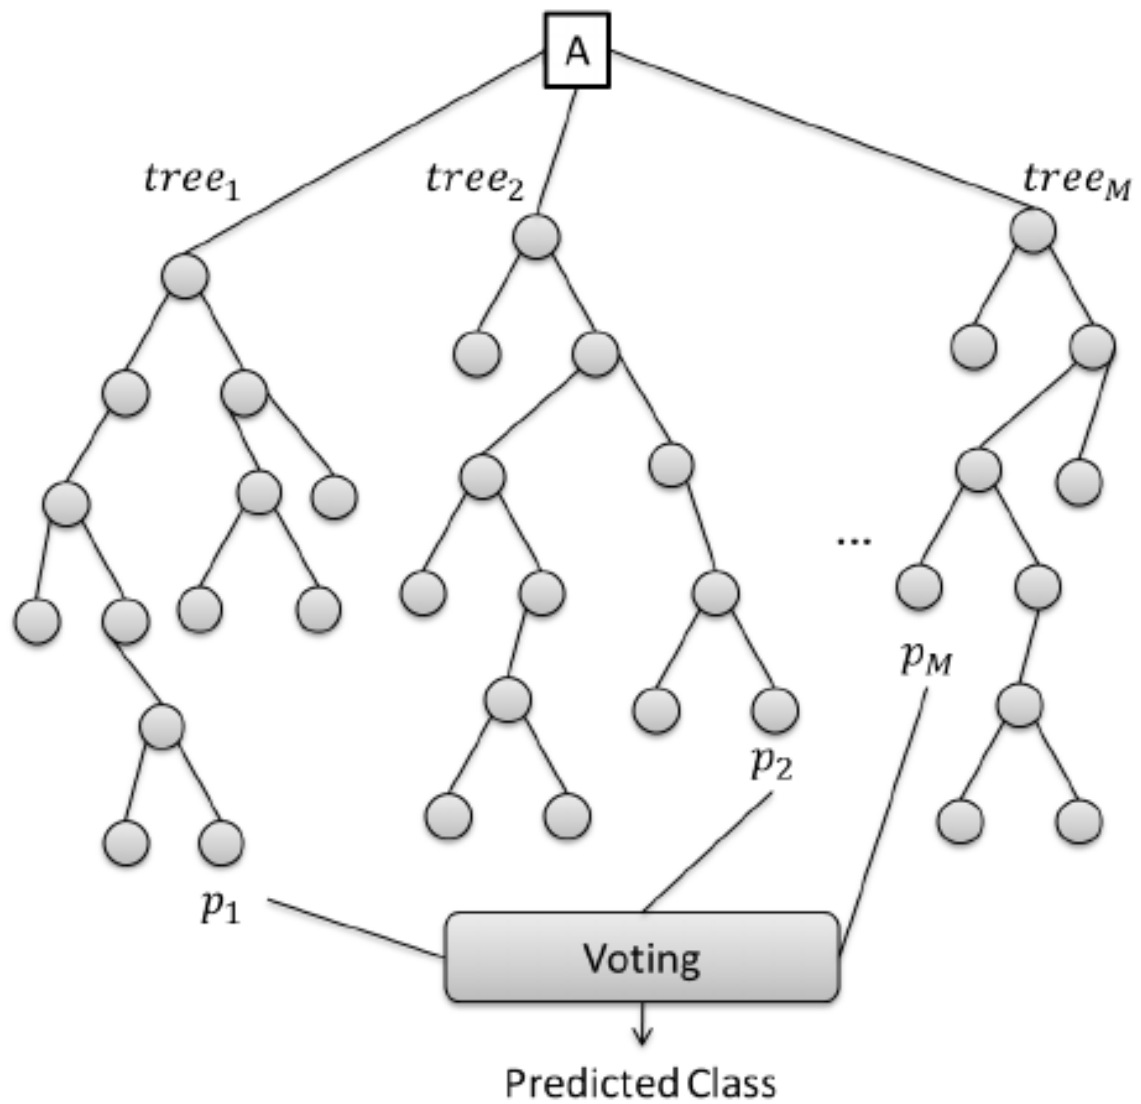 A
tree₁
tree₂
tree_M
...
p_M
p₂
p₁
Voting
Predicted Class